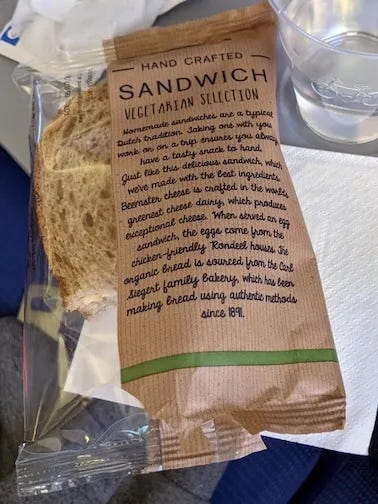 HAND CRAFTED
SANDWICH
VEGETARIAN SELECTION
Homemade sandwiches are a typical
Dutch tradition. Taking one with you
work or on a trip ensures you always
have a tasty snack to hand.
Just like this delicious sandwich, which
we've made with the best ingredients.
Beemster cheese is crafted in the world's
greenest cheese dairy, which produces
exceptional cheese. When served on egg
sandwich, the eggs come from the
chicken-friendly Rondeel houses. The
organic bread is sourced from the Carl
Siegert family bakery, which has been
making bread using authentic methods
since 1891.